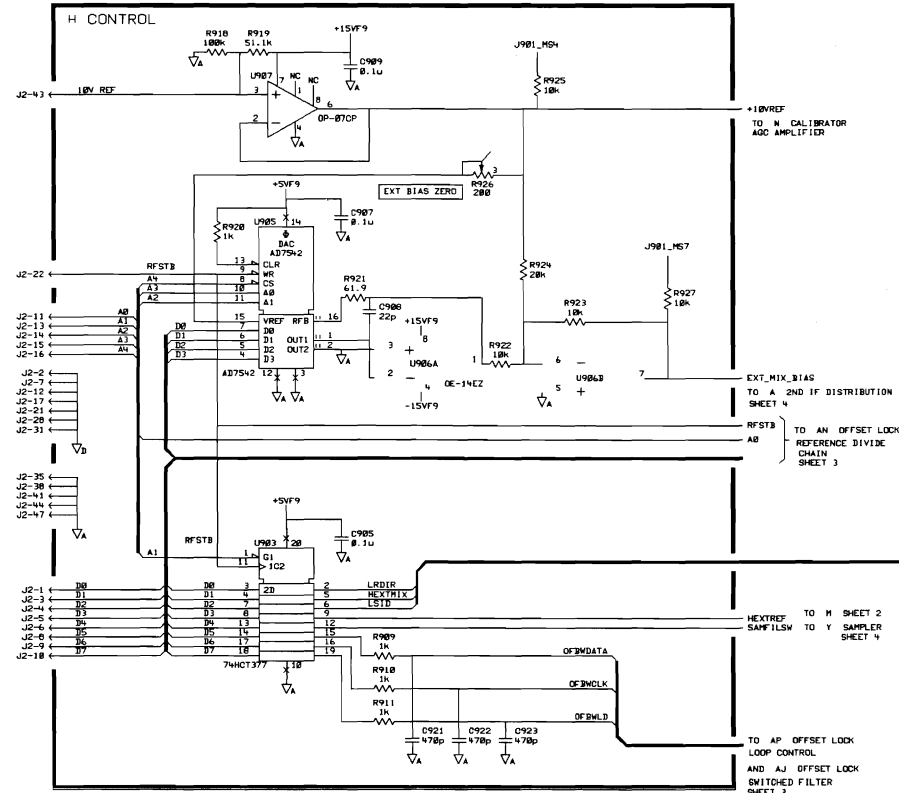 H CONTROL
R918
100k
R919
51.1k
+15VF9
C909
0.1u
J901_MS4
R925
10k
U907
7 NC
1 NC
8
J2-43
10V REF
3
+
6
2
-
OP-07CP
4
A
+10VREF
TO N CALIBRATOR
AGC AMPLIFIER
EXT BIAS ZERO
3
R926
200
+5VF9
C907
0.1u
R920
1k
U905
14
DAC
AD7542
J901_MS7
R924
20k
R927
10k
J2-22
RFSTB
13 CLR
9 WR
8 CS
10 A0
11 A1
A4
A3
A2
R921
61.9
C908
22p
+15VF9
8
R923
10k
J2-11
J2-13
J2-14
J2-15
J2-16
A0
A1
A2
A3
A4
D0
D1
D2
D3
15 VREF RFB 16
7 D0
6 D1 OUT1 1
5 D2 OUT2 2
4 D3
AD7542
12
3
3
+
2
-
U906A
4
-15VF9
OE-14EZ
1
R922
10k
6
-
5
+
U906B
7
EXT_MIX_BIAS
TO A 2ND IF DISTRIBUTION
SHEET 4
J2-2
J2-7
J2-12
J2-17
J2-21
J2-28
J2-31
D
RFSTB
A0
TO AN OFFSET LOCK
REFERENCE DIVIDE
CHAIN
SHEET 3
J2-35
J2-38
J2-41
J2-44
J2-47
A
+5VF9
C905
0.1u
RFSTB
A1
U903
20
1 G1
11 1C2
J2-1
J2-3
J2-4
J2-5
J2-6
J2-8
J2-9
J2-10
D0
D1
D2
D3
D4
D5
D6
D7
D0 3 2D 2 LRDIR
D1 4 5 HEXTMIX
D2 7 6 LSID
D3 8 9
D4 13 12
D5 14 15
D6 17 16
D7 18 19
74HCT377
10
A
HEXTREF TO M SHEET 2
SAMFILSW TO Y SAMPLER
SHEET 4
R909
1k
OFBWDATA
R910
1k
OFBWCLK
R911
1k
OFBWLD
C921
470p
C922
470p
C923
470p
TO AP OFFSET LOCK
LOOP CONTROL
AND AJ OFFSET LOCK
SWITCHED FILTER
SHEET 3